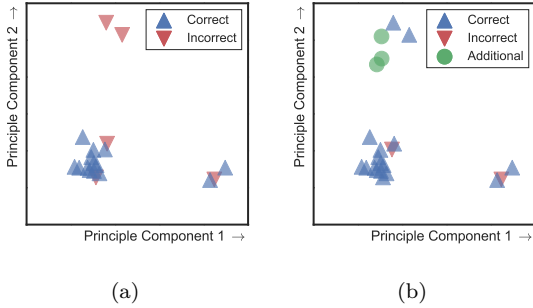 Principle Component 2 →
Correct
Incorrect
Principle Component 1 →
(a)
Principle Component 2 →
Correct
Incorrect
Additional
Principle Component 1 →
(b)